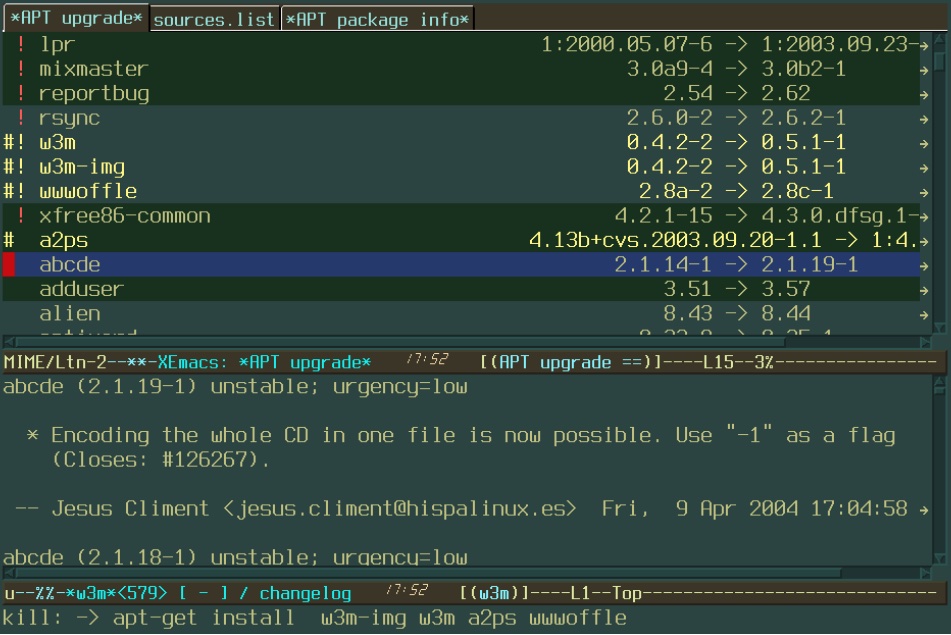 *APT upgrade* sources.list *APT package info*
! lpr 1:2000.05.07-6 -> 1:2003.09.23-→
! mixmaster 3.0a9-4 -> 3.0b2-1 →
! reportbug 2.54 -> 2.62 →
! rsync 2.6.0-2 -> 2.6.2-1 →
#! w3m 0.4.2-2 -> 0.5.1-1 →
#! w3m-img 0.4.2-2 -> 0.5.1-1 →
#! wwwoffle 2.8a-2 -> 2.8c-1 →
! xfree86-common 4.2.1-15 -> 4.3.0.dfsg.1-→
# a2ps 4.13b+cvs.2003.09.20-1.1 -> 1:4.→
abcde 2.1.14-1 -> 2.1.19-1 →
adduser 3.51 -> 3.57 →
alien 8.43 -> 8.44 →
MIME/Ltn-2--**-XEmacs: *APT upgrade* 17:52 [(APT upgrade ==)]----L15--3%----------------
abcde (2.1.19-1) unstable; urgency=low
* Encoding the whole CD in one file is now possible. Use "-1" as a flag
(Closes: #126267).
-- Jesus Climent <jesus.climent@hispalinux.es> Fri, 9 Apr 2004 17:04:58 →
abcde (2.1.18-1) unstable; urgency=low
u--%%-*w3m*<579> [ - ] / changelog 17:52 [(w3m)]----L1--Top-----------------------------
kill: -> apt-get install w3m-img w3m a2ps wwwoffle